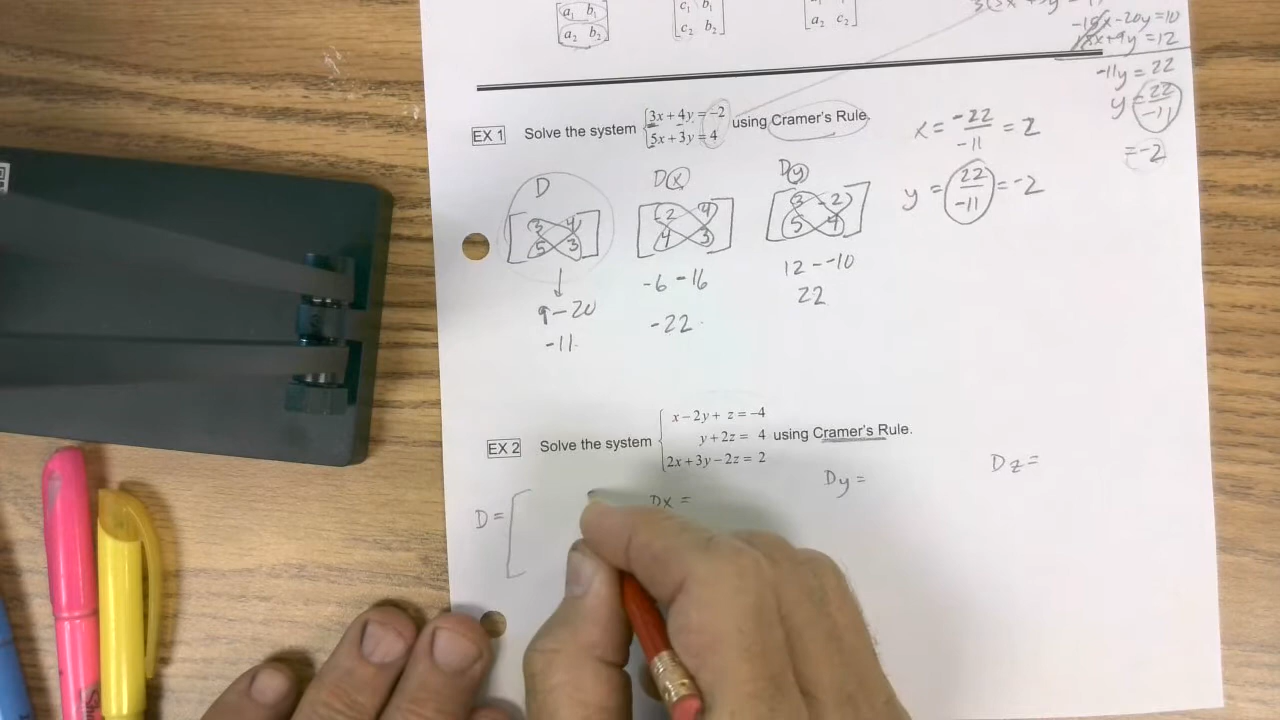 a₁ b₁
a₂ b₂
c₁ b₁
c₂ b₂
a₂ c₂
-20y=10
+9y=12
-11y = 22
y = 22/-11
= -2
EX 1 Solve the system {3x + 4y = -2
5x + 3y = 4 using Cramer's Rule.
x = -22/-11 = 2
y = 22/-11 = -2
D
3 4
5 3
9-20
-11
Dx
-2 4
4 3
-6-16
-22
Dy
3 -2
5 4
12--10
22
EX 2 Solve the system { x - 2y + z = -4
y + 2z = 4
2x + 3y - 2z = 2 using Cramer's Rule.
D = [
Dx =
Dy =
Dz =